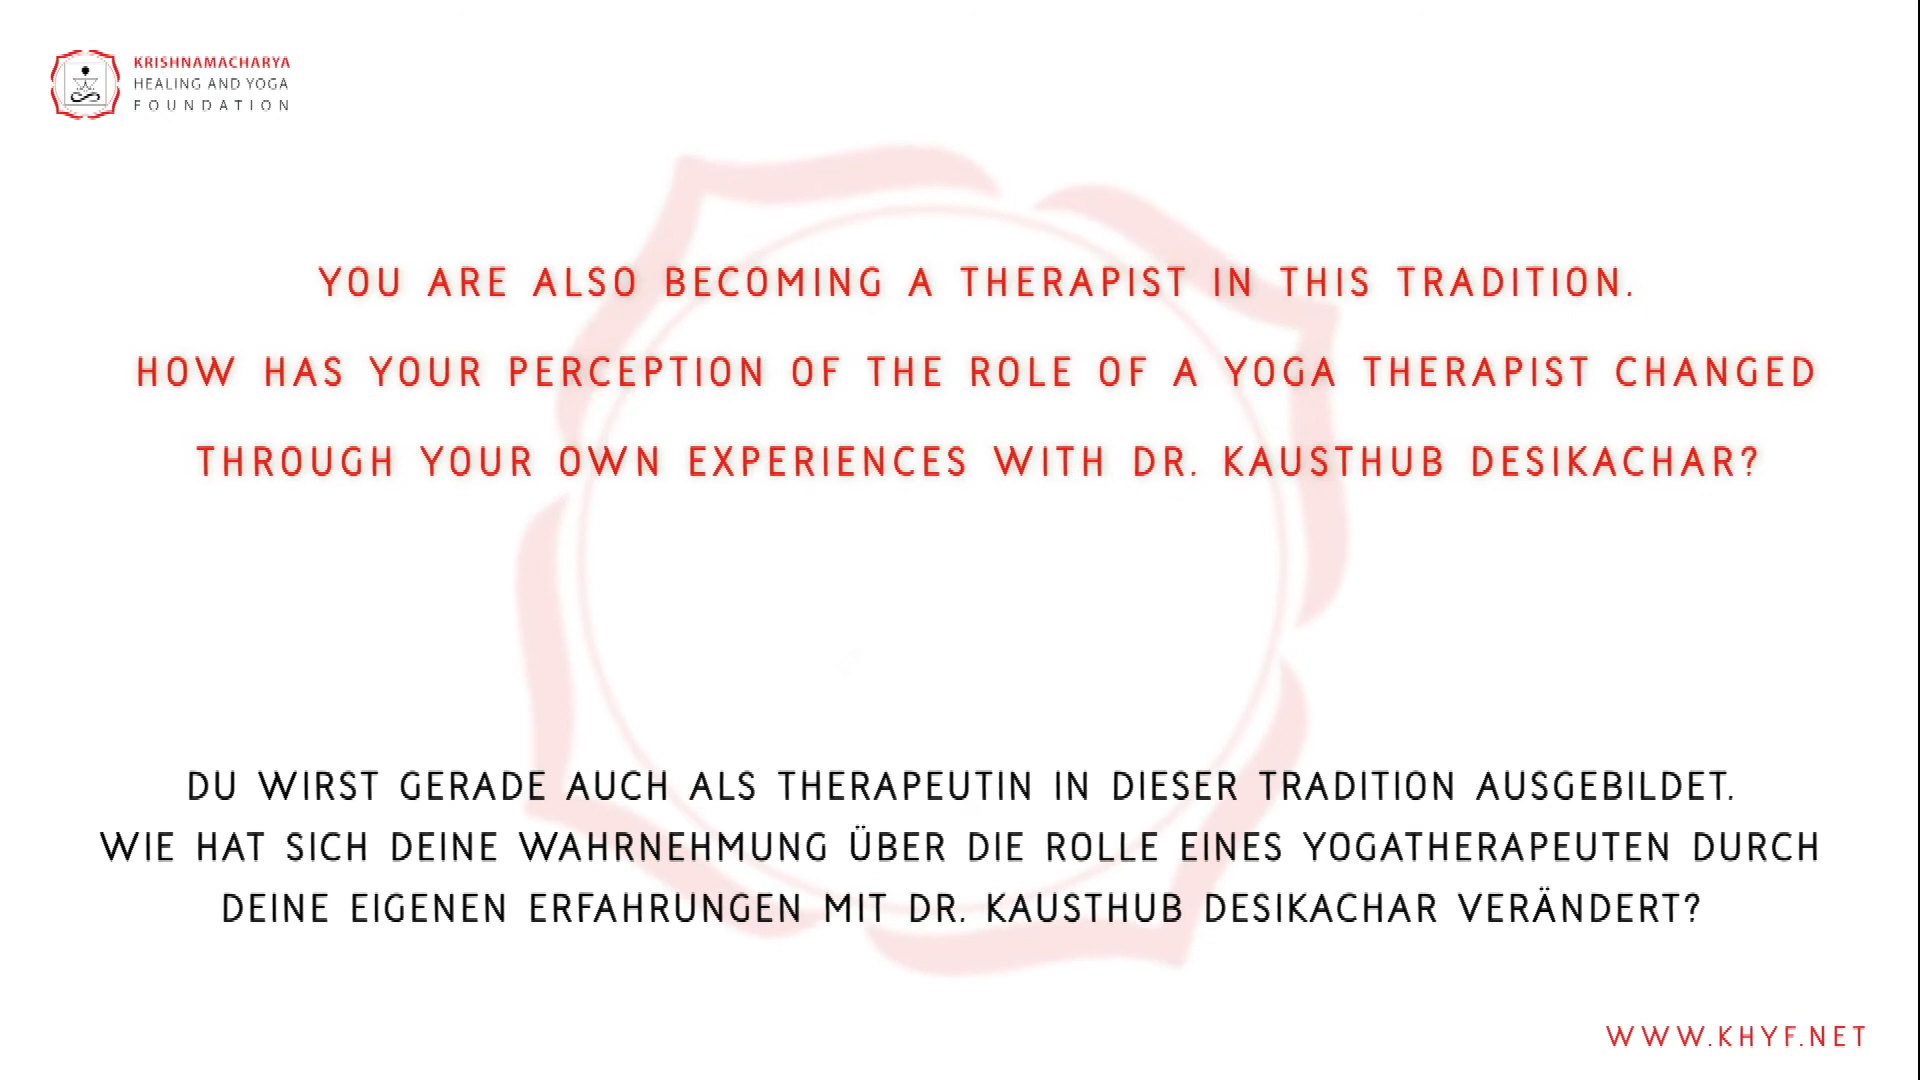 KRISHNAMACHARYA
HEALING AND YOGA
FOUNDATION
YOU ARE ALSO BECOMING A THERAPIST IN THIS TRADITION.
HOW HAS YOUR PERCEPTION OF THE ROLE OF A YOGA THERAPIST CHANGED
THROUGH YOUR OWN EXPERIENCES WITH DR. KAUSTHUB DESIKACHAR?
DU WIRST GERADE AUCH ALS THERAPEUTIN IN DIESER TRADITION AUSGEBILDET.
WIE HAT SICH DEINE WAHRNEHMUNG ÜBER DIE ROLLE EINES YOGATHERAPEUTEN DURCH
DEINE EIGENEN ERFAHRUNGEN MIT DR. KAUSTHUB DESIKACHAR VERÄNDERT?
WWW.KHYF.NET